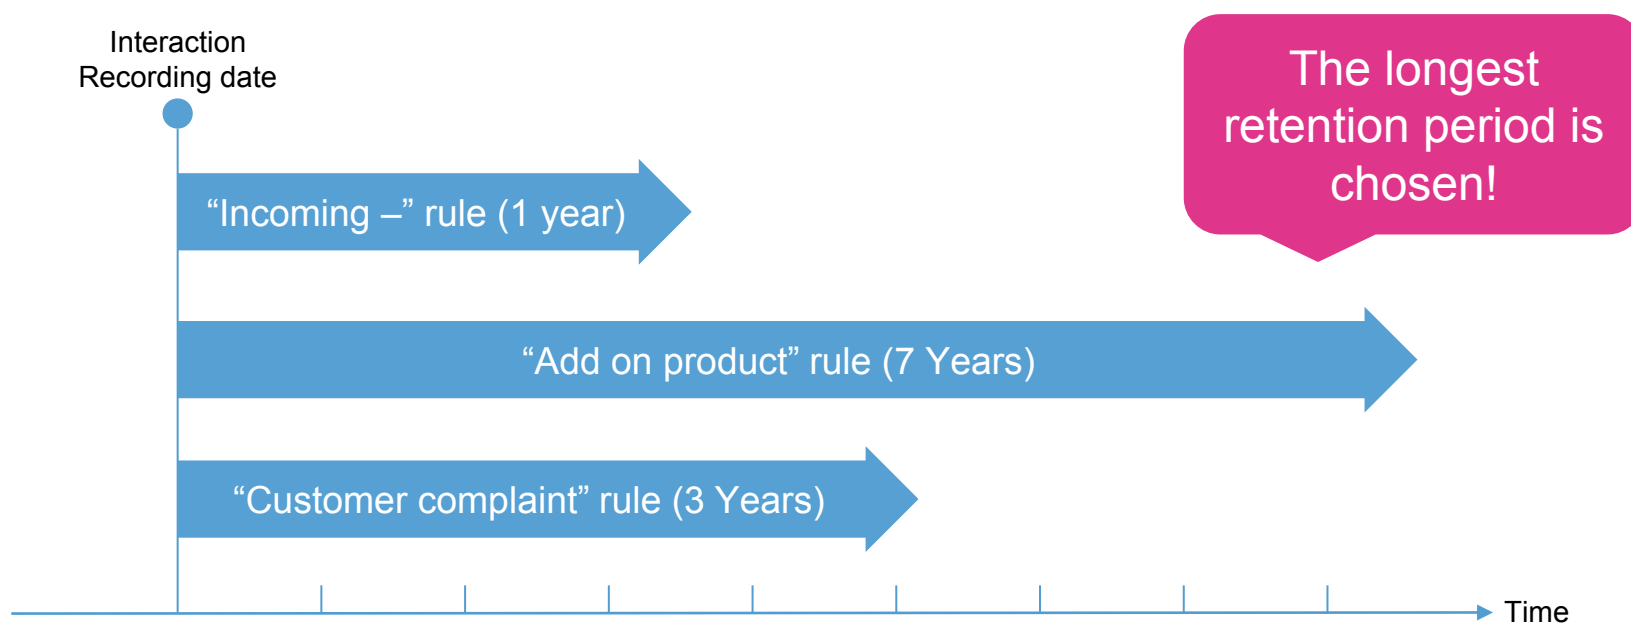 Interaction
Recording date
The longest
retention period is
chosen!
“Incoming –” rule (1 year)
“Add on product” rule (7 Years)
“Customer complaint” rule (3 Years)
Time